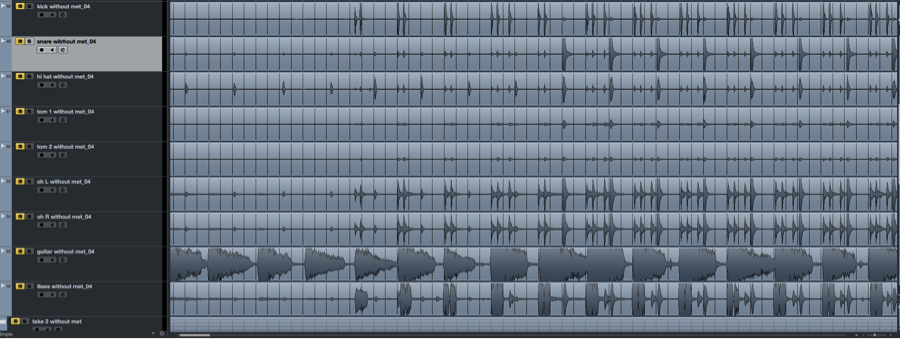 kick without met_04
snare without met_04
hi hat without met_04
tom 1 without met_04
tom 2 without met_04
oh L without met_04
oh R without met_04
guitar without met_04
Bass without met_04
take 2 without met